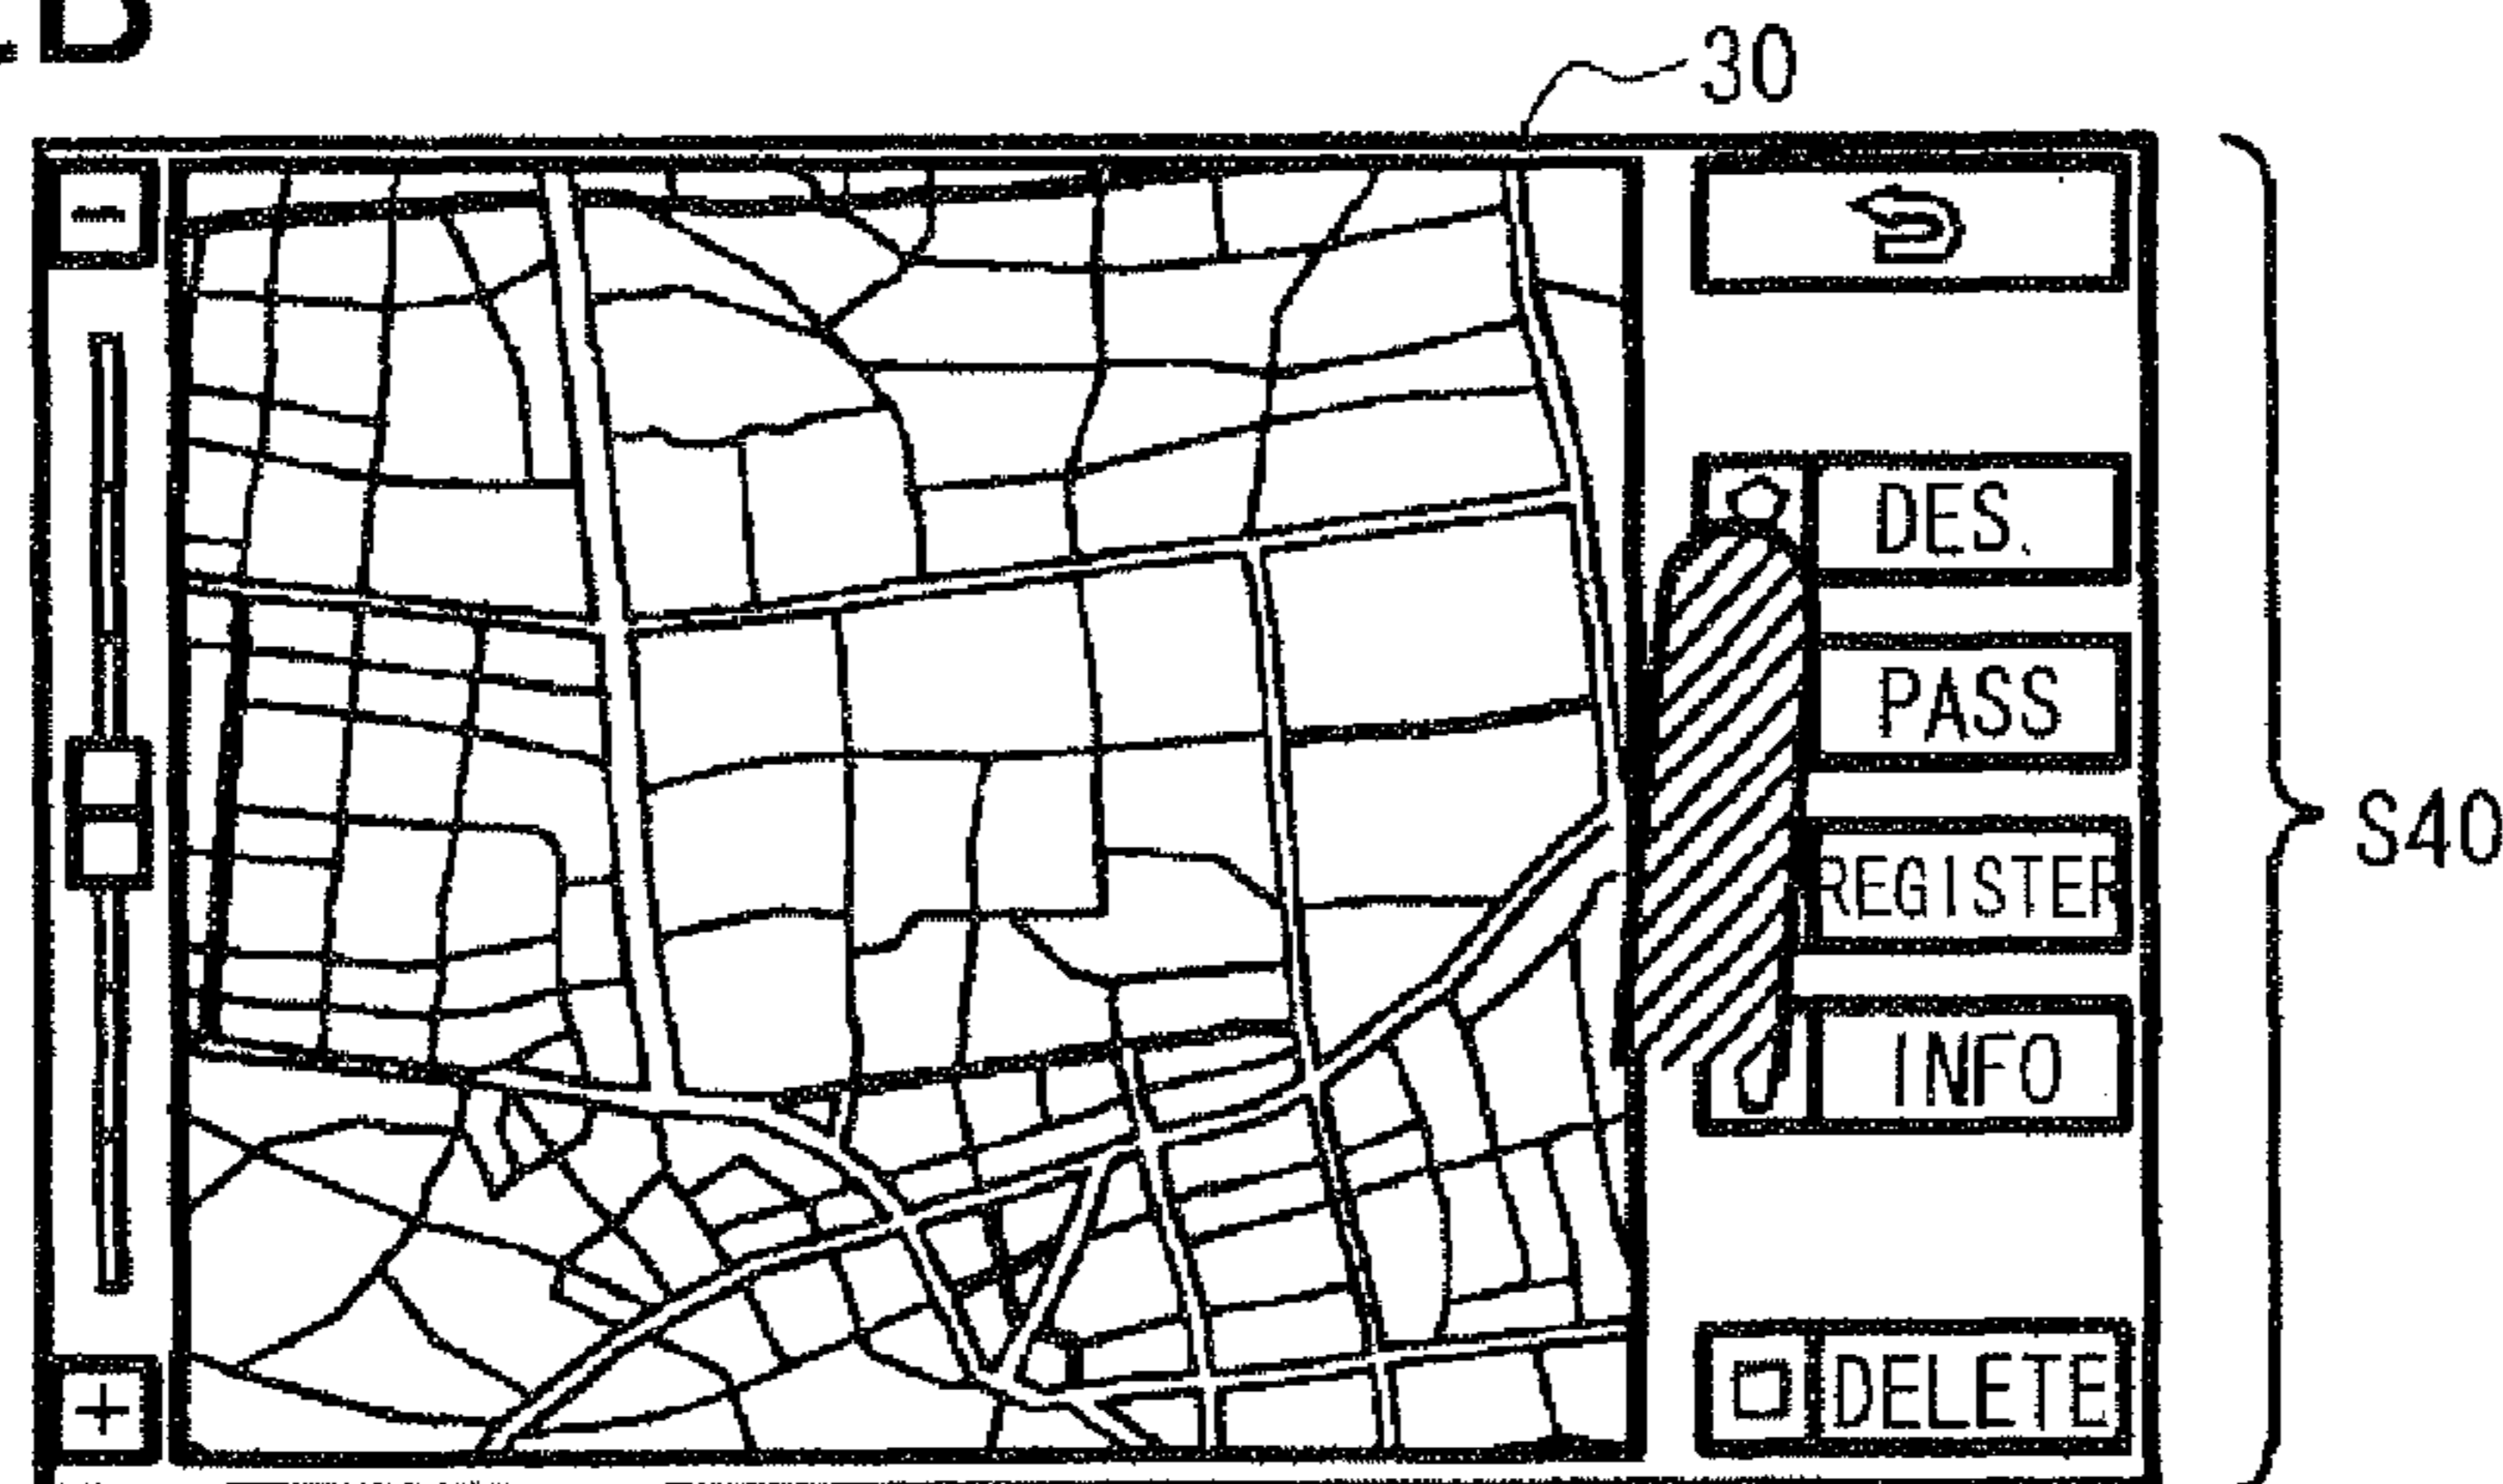 30
−
DES.
PASS
REGISTER
INFO
S40
+
DELETE